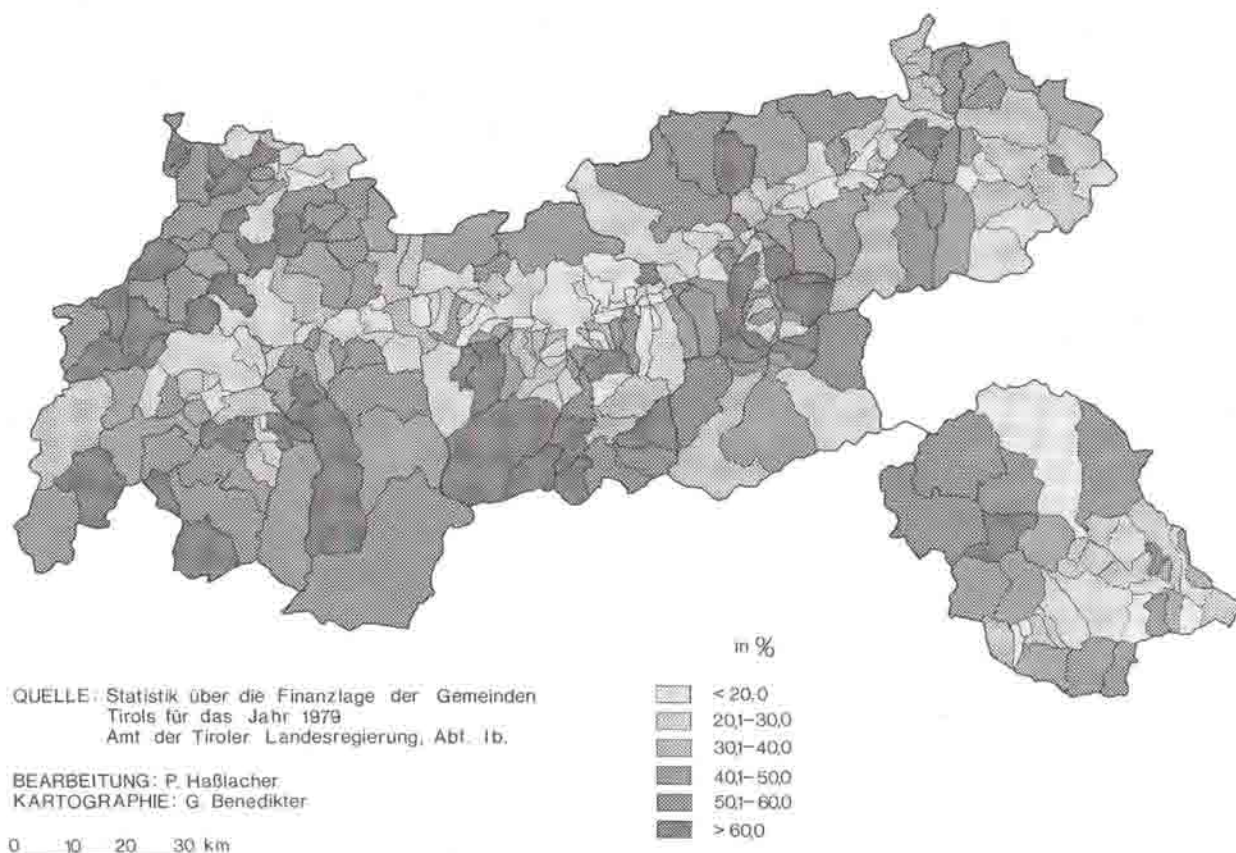 QUELLE: Statistik über die Finanzlage der Gemeinden
Tirols für das Jahr 1979
Amt der Tiroler Landesregierung, Abt. Ib.
BEARBEITUNG: P. Haßlacher
KARTOGRAPHIE: G. Benedikter
0 10 20 30 km
in %
< 20,0
20,1–30,0
30,1–40,0
40,1–50,0
50,1–60,0
> 60,0